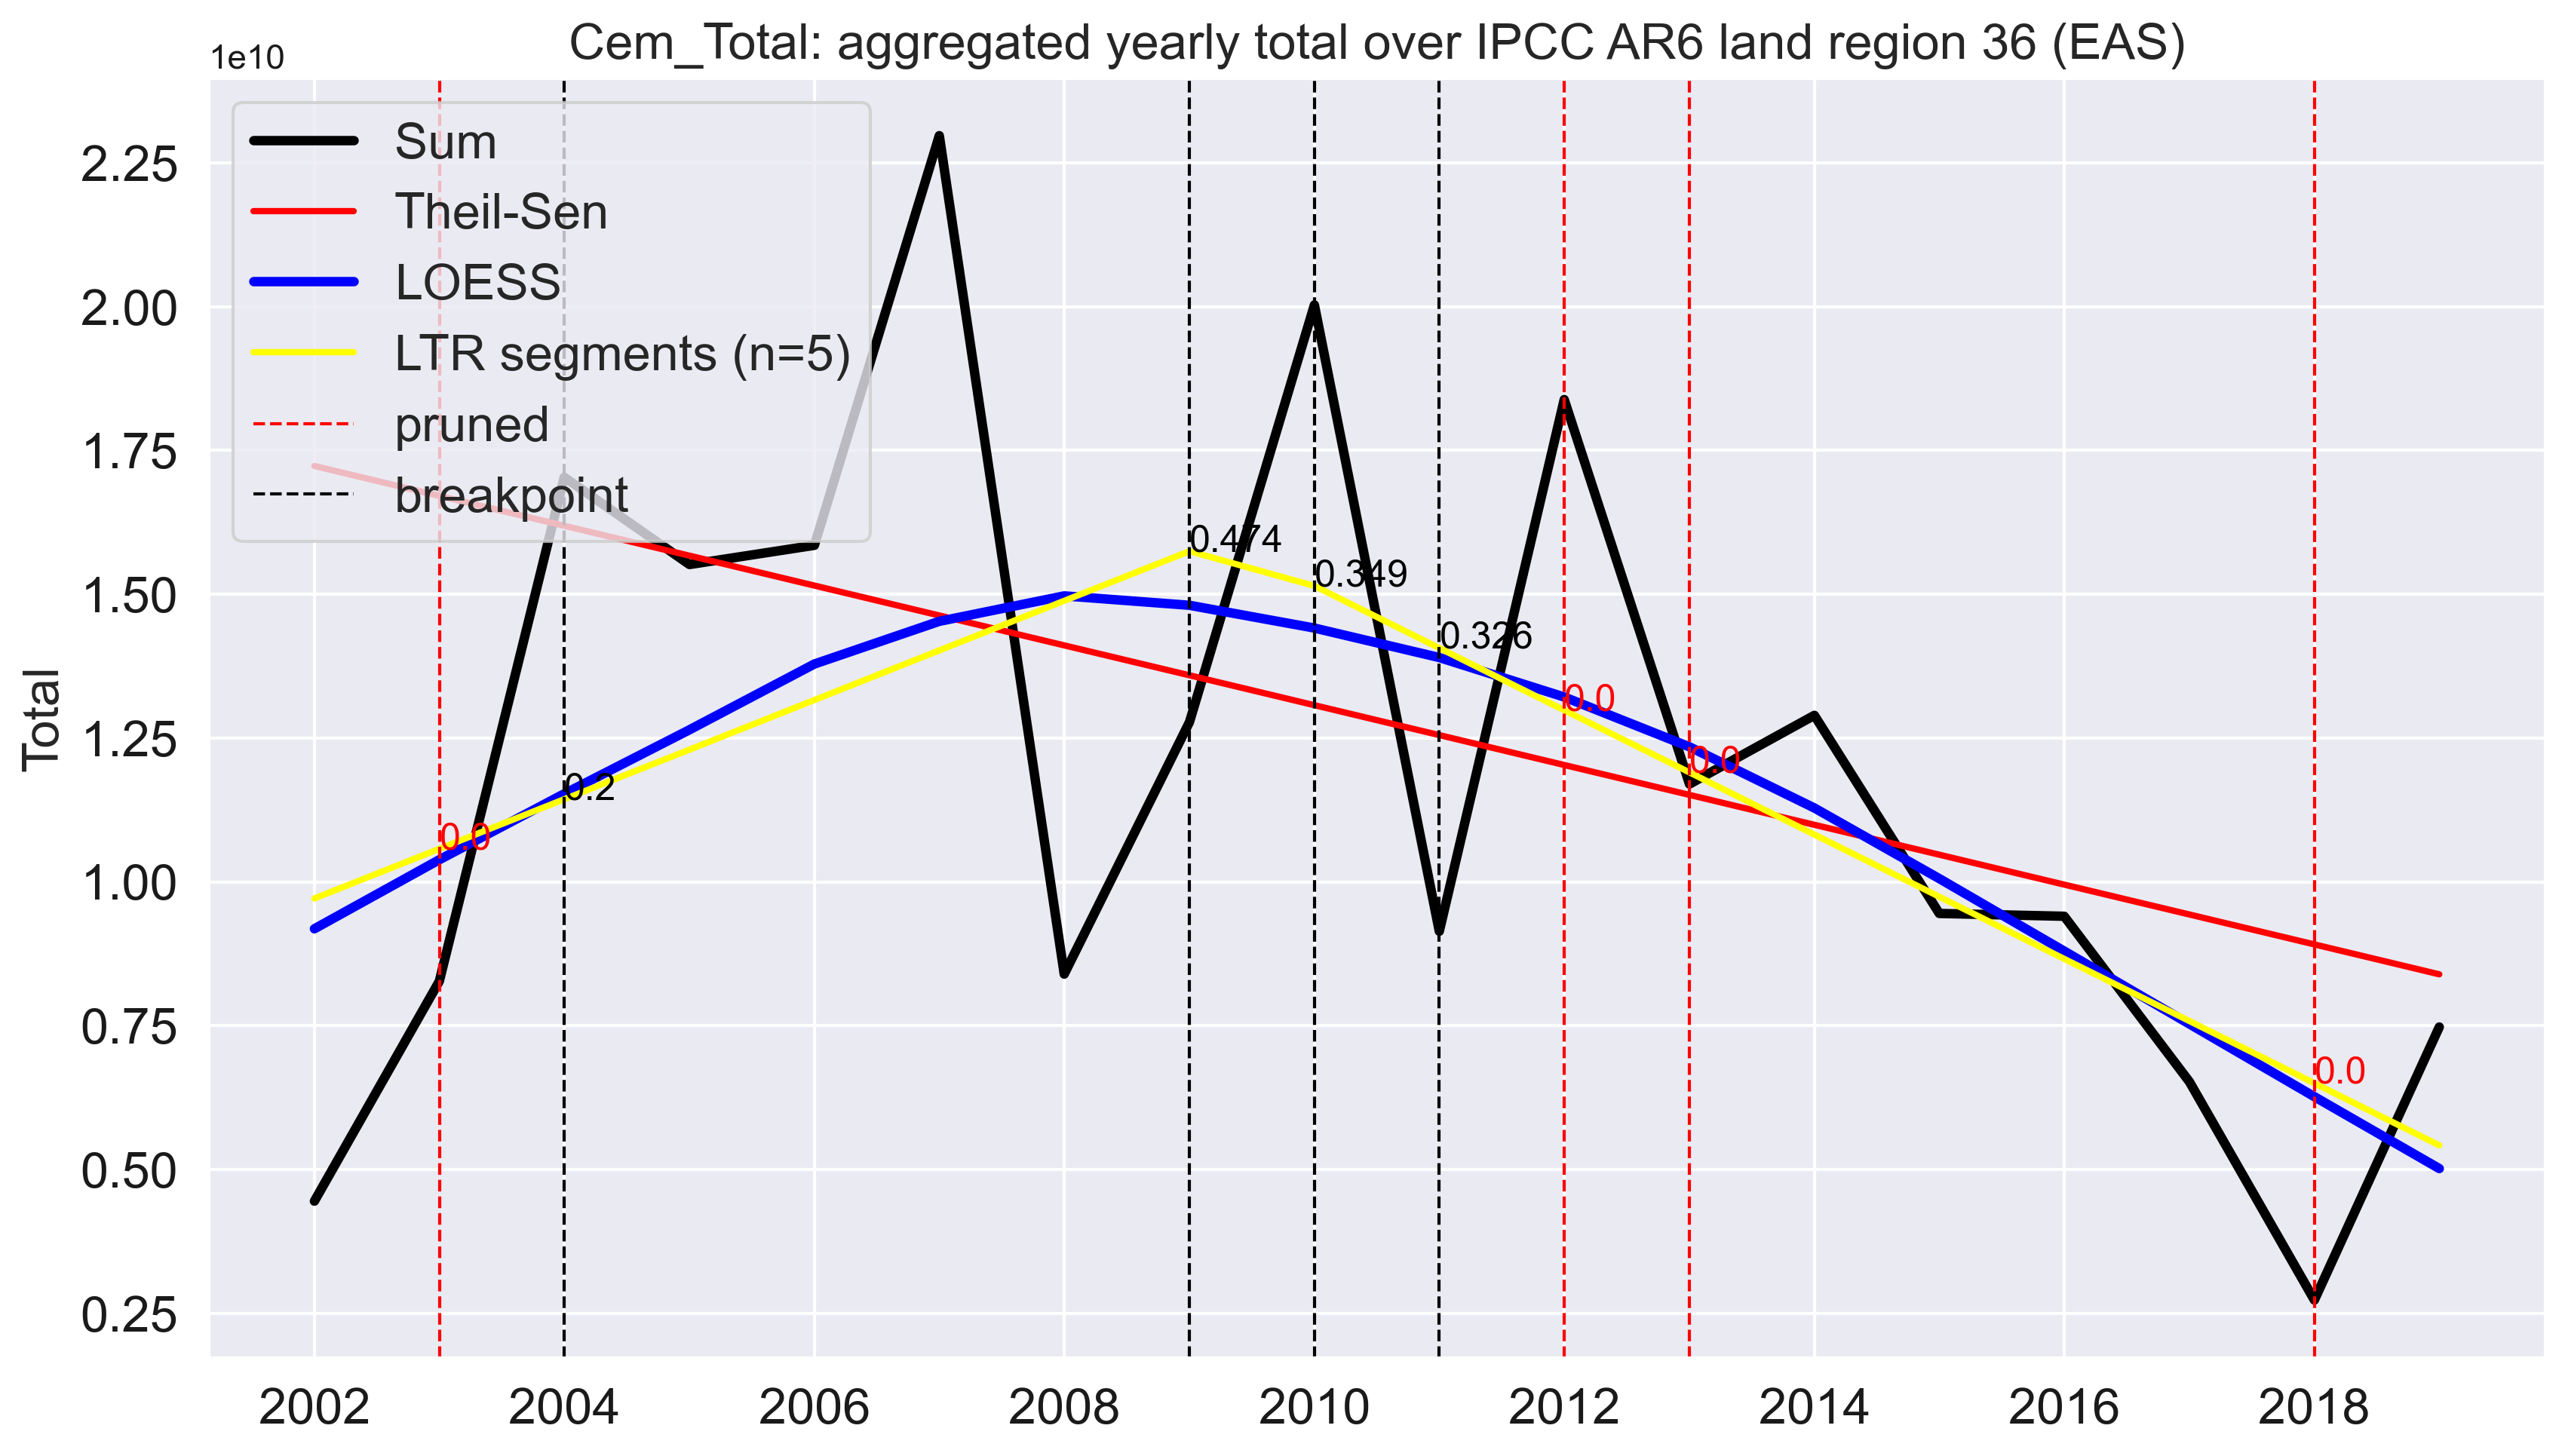 Cem_Total: aggregated yearly total over IPCC AR6 land region 36 (EAS)
1e10
Sum
Theil-Sen
LOESS
LTR segments (n=5)
pruned
breakpoint
2.25
2.00
1.75
1.50
1.25
1.00
0.75
0.50
0.25
Total
0.0
0.2
0.474
0.349
0.326
0.0
0.0
0.0
2002 2004 2006 2008 2010 2012 2014 2016 2018